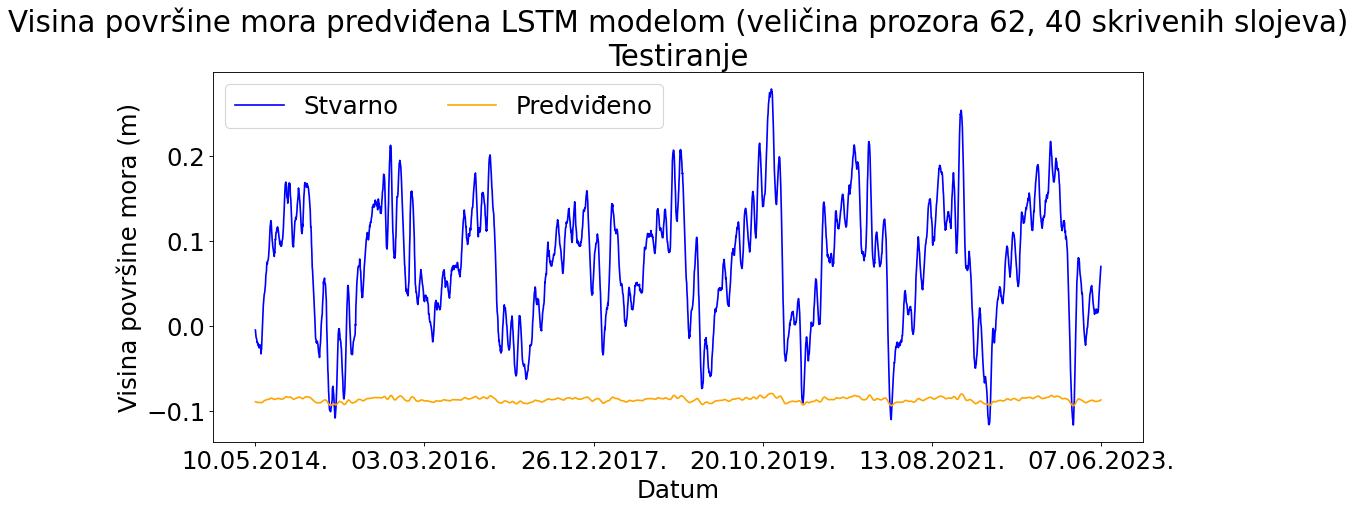 Visina površine mora predviđena LSTM modelom (veličina prozora 62, 40 skrivenih slojeva)
Testiranje
Stvarno
Predviđeno
Visina površine mora (m)
0.2
0.1
0.0
−0.1
10.05.2014.
03.03.2016.
26.12.2017.
20.10.2019.
13.08.2021.
07.06.2023.
Datum